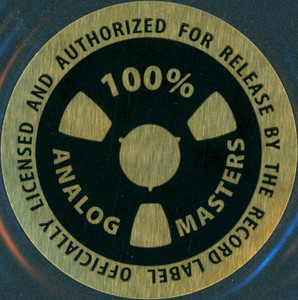 OFFICIALLY LICENSED AND AUTHORIZED FOR RELEASE BY THE RECORD LABEL
100%
ANALOG
MASTERS